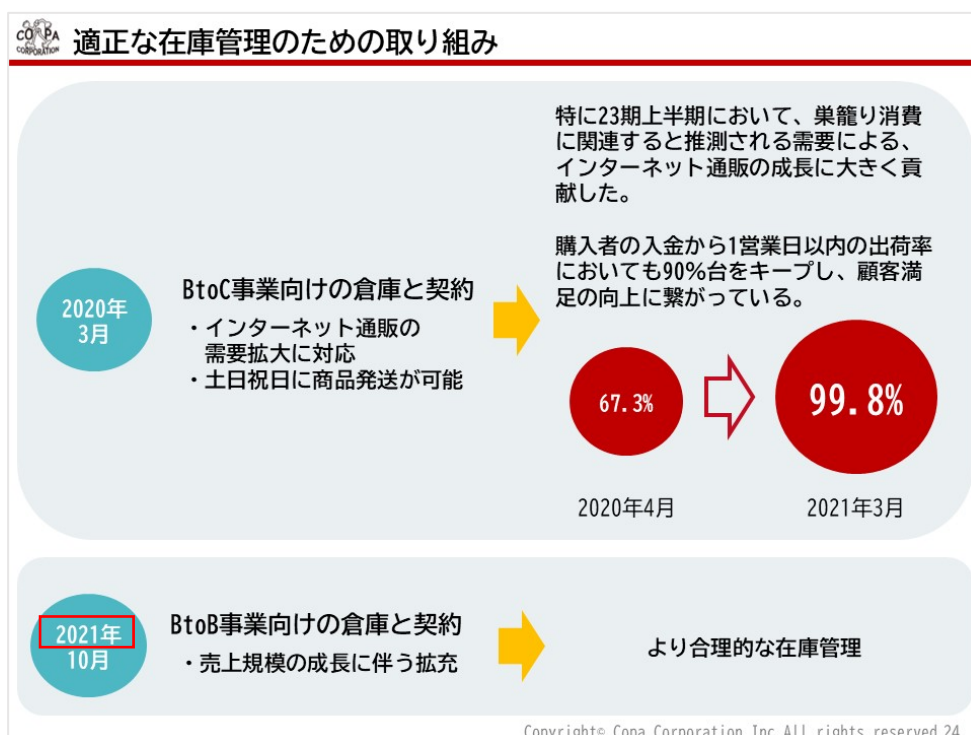 COPA
CORPORATION
適正な在庫管理のための取り組み
特に23期上半期において、巣籠り消費
に関連すると推測される需要による、
インターネット通販の成長に大きく貢
献した。
購入者の入金から1営業日以内の出荷率
においても90%台をキープし、顧客満
足の向上に繋がっている。
2020年
3月
BtoC事業向けの倉庫と契約
・インターネット通販の
需要拡大に対応
・土日祝日に商品発送が可能
67.3%
99.8%
2020年4月
2021年3月
2021年
10月
BtoB事業向けの倉庫と契約
・売上規模の成長に伴う拡充
より合理的な在庫管理
Copyright© Copa Corporation Inc All rights reserved 24